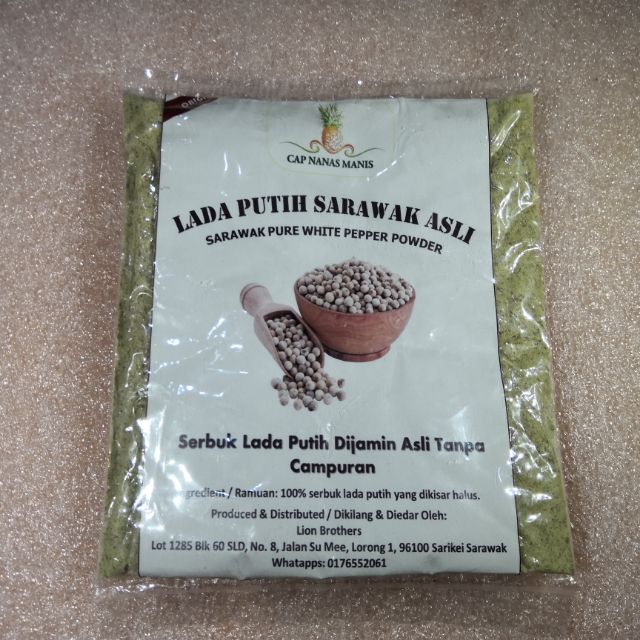 CAP NANAS MANIS
LADA PUTIH SARAWAK ASLI
SARAWAK PURE WHITE PEPPER POWDER
Serbuk Lada Putih Dijamin Asli Tanpa
Campuran
/ Ramuan: 100% serbuk lada putih yang dikisar halus.
Produced & Distributed / Dikilang & Diedar Oleh:
Lion Brothers
Lot 1285 Blk 60 SLD, No. 8, Jalan Su Mee, Lorong 1, 96100 Sarikei Sarawak
Whatapps: 0176552061